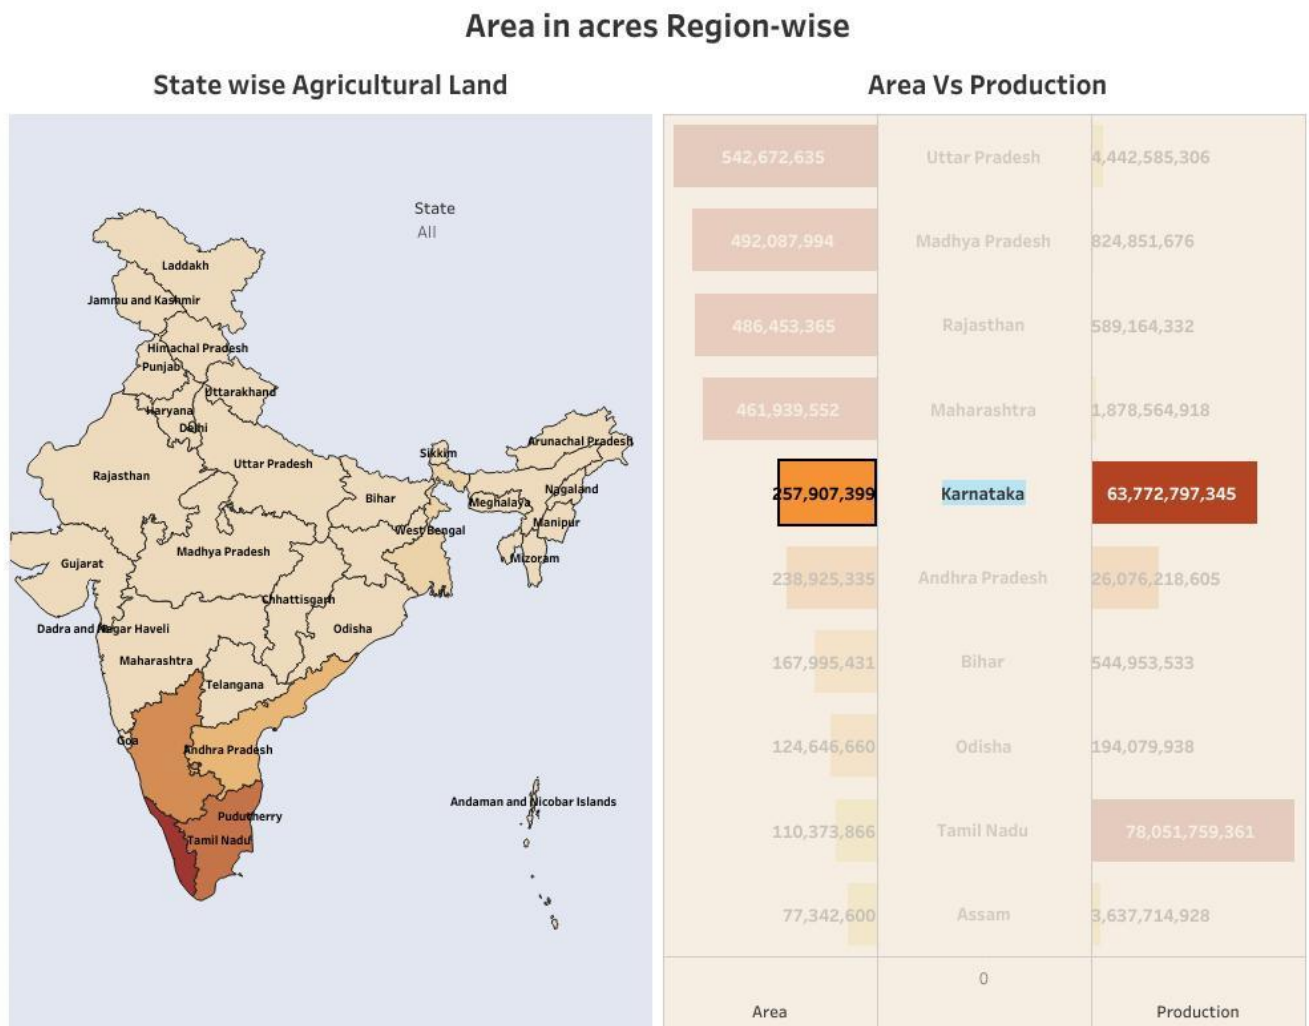 Area in acres Region-wise
State wise Agricultural Land
State
All
Laddakh
Jammu and Kashmir
Himachal Pradesh
Punjab
Uttarakhand
Haryana
Delhi
Arunachal Pradesh
Sikkim
Uttar Pradesh
Rajasthan
Nagaland
Bihar
Meghalaya
Manipur
West Bengal
Madhya Pradesh
Mizoram
Gujarat
Chhattisgarh
Dadra and Nagar Haveli
Odisha
Maharashtra
Telangana
Goa
Andhra Pradesh
Andaman and Nicobar Islands
Puducherry
Tamil Nadu
Area Vs Production
542,672,635 Uttar Pradesh 4,442,585,306
492,087,994 Madhya Pradesh 824,851,676
486,453,365 Rajasthan 589,164,332
461,939,552 Maharashtra 1,878,564,918
257,907,399 Karnataka 63,772,797,345
238,925,335 Andhra Pradesh 26,076,218,605
167,995,431 Bihar 544,953,533
124,646,660 Odisha 194,079,938
110,373,866 Tamil Nadu 78,051,759,361
77,342,600 Assam 3,637,714,928
0
Area Production